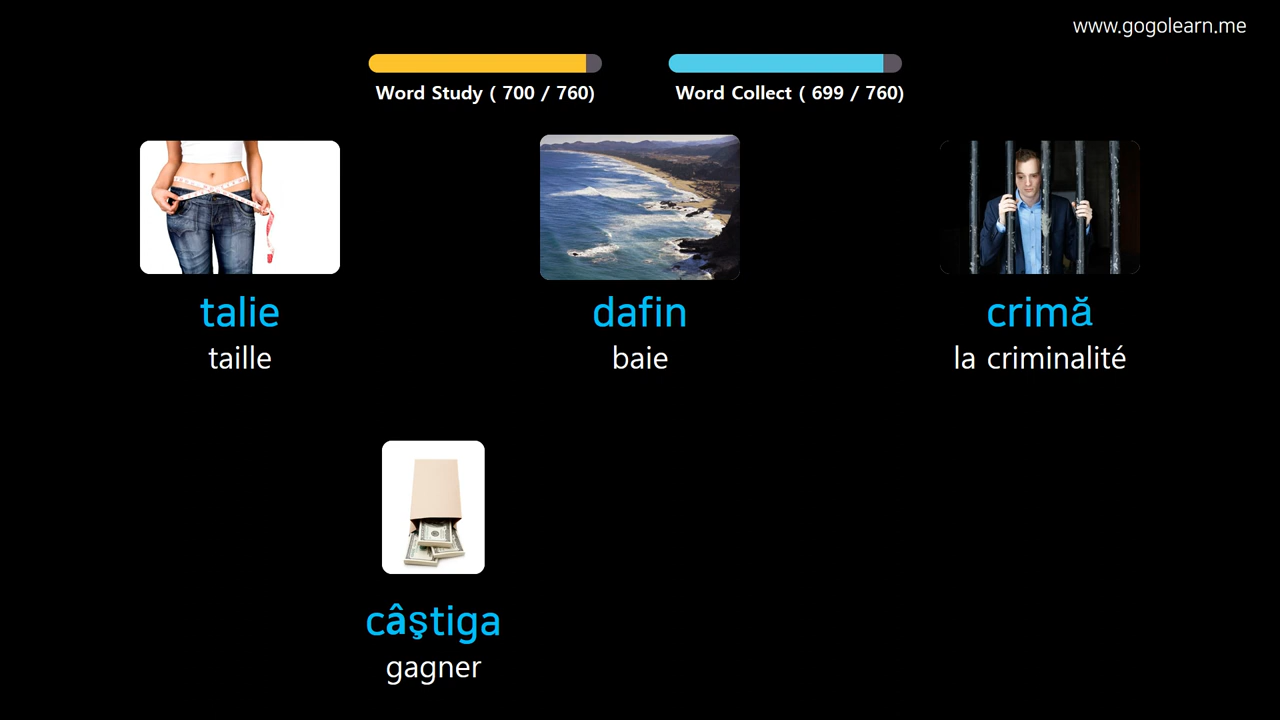 www.gogolearn.me
Word Study ( 700 / 760)
Word Collect ( 699 / 760)
talie
taille
dafin
baie
crimă
la criminalité
câştiga
gagner